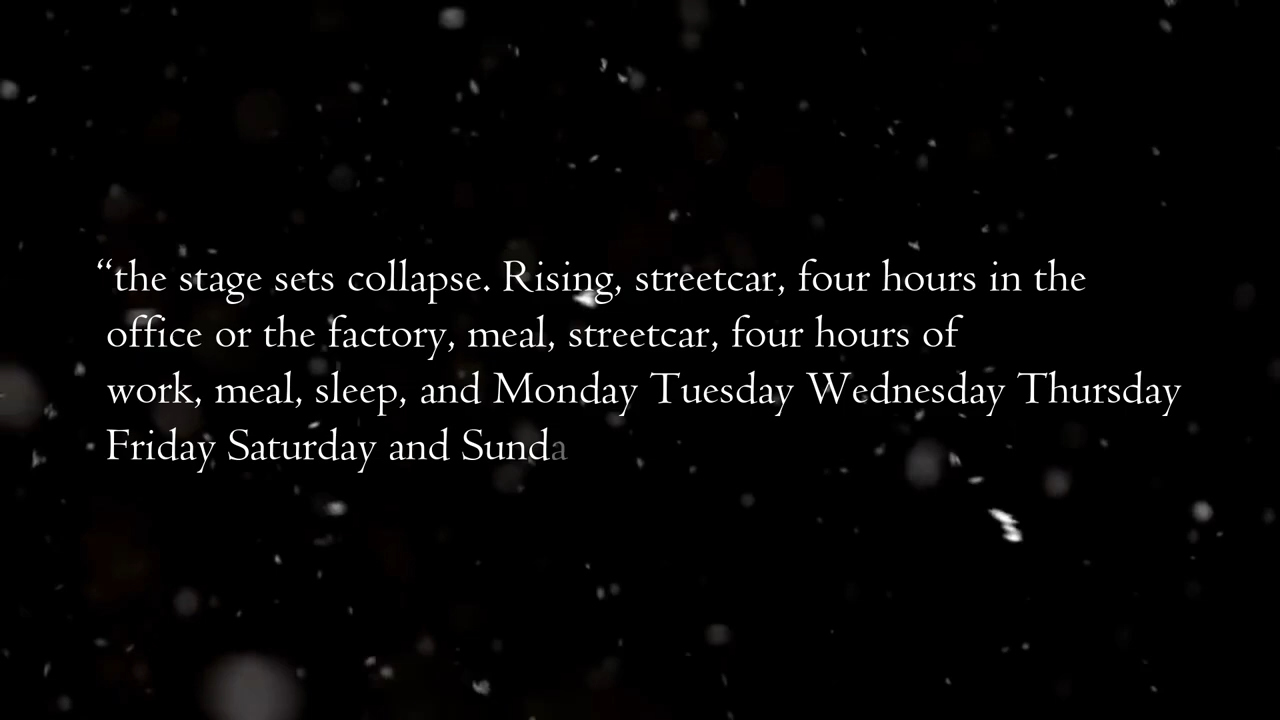 “the stage sets collapse. Rising, streetcar, four hours in the
office or the factory, meal, streetcar, four hours of
work, meal, sleep, and Monday Tuesday Wednesday Thursday
Friday Saturday and Sunda